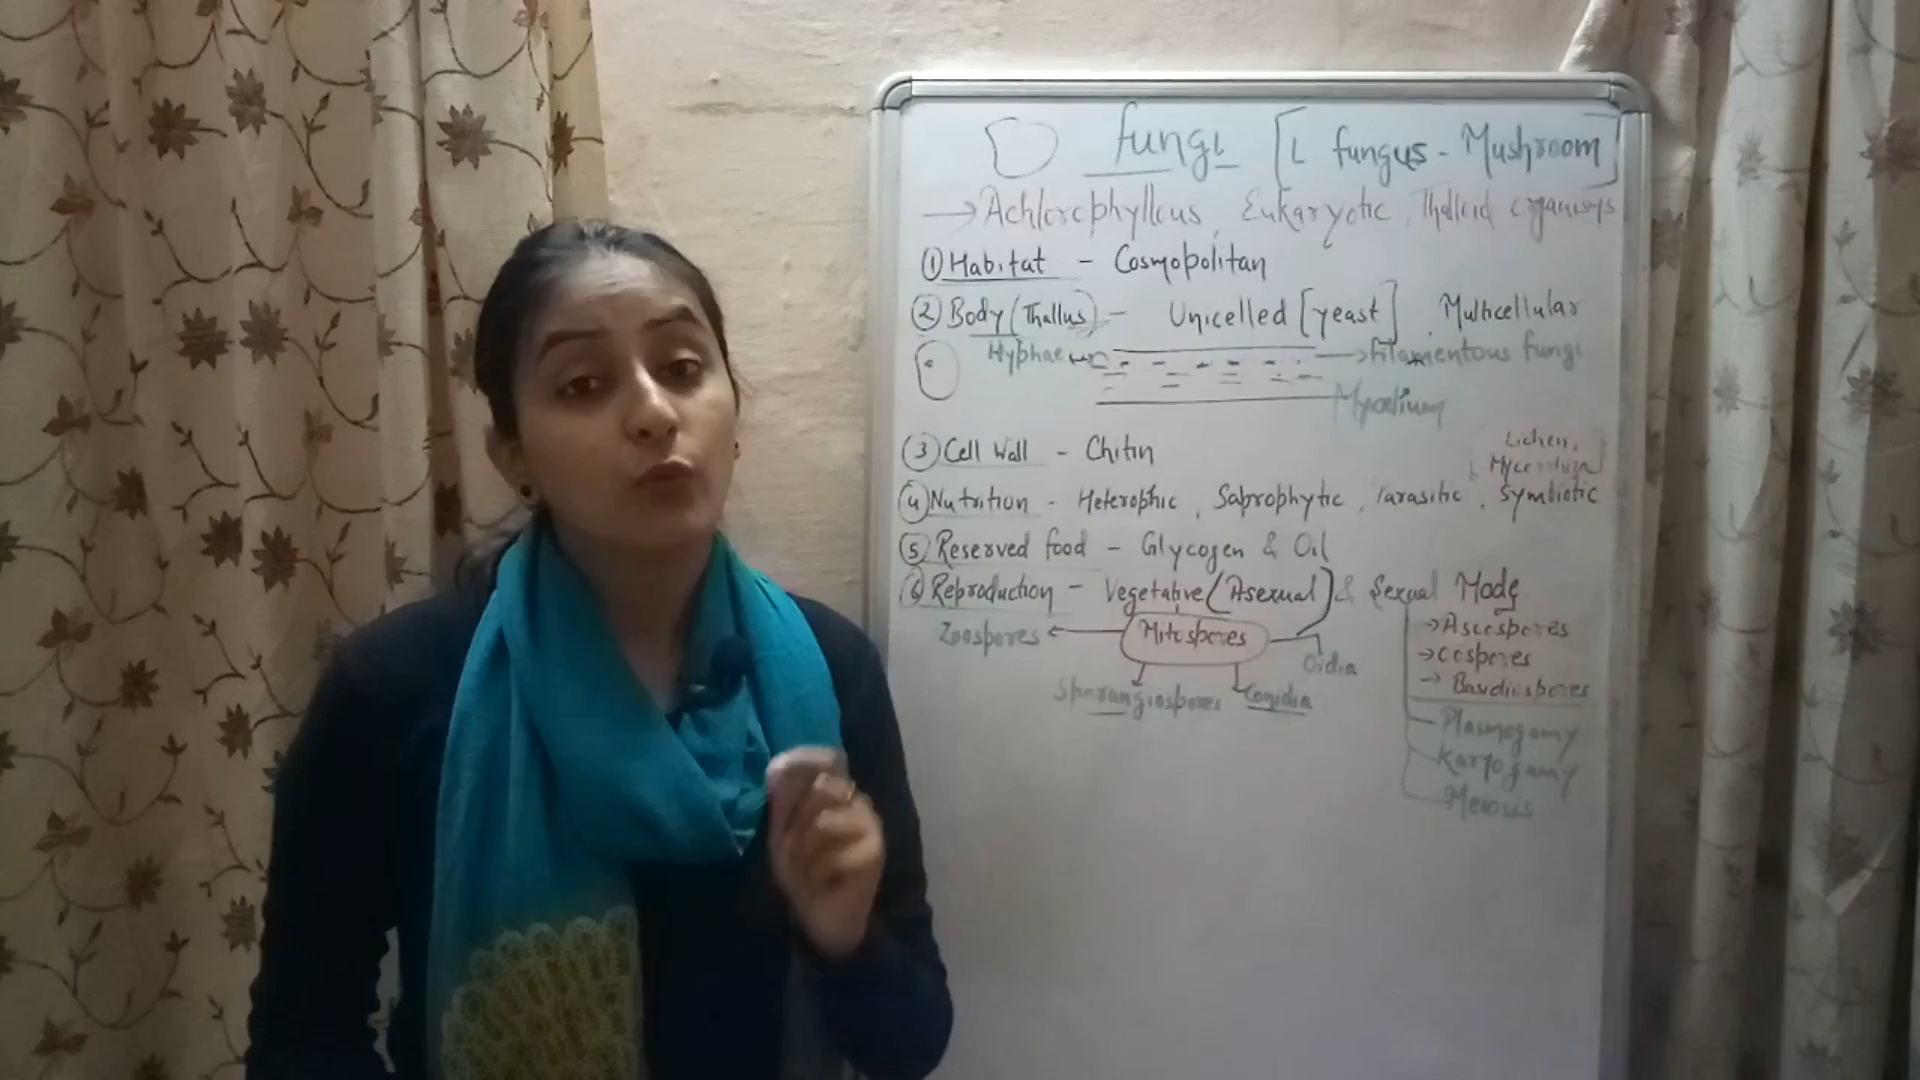 Fungi [L fungus - Mushroom]
→ Achlorophyllous, Eukaryotic, Thalloid organisms
① Habitat - Cosmopolitan
② Body (Thallus) - Unicelled [yeast], Multicellular
Hyphae → filamentous fungi
Mycelium
③ Cell Wall - Chitin
Lichen,
Mycorrhiza
④ Nutrition - Heterophic, Saprophytic, Parasitic, Symbiotic
⑤ Reserved food - Glycogen & Oil
⑥ Reproduction - Vegetative (Asexual) & Sexual Mode
Zoospores ← Mitospores → Ascospores
Oidia → Oospores
Sporangiospores Conidia → Basidiospores
Plasmogamy
Karyogamy
Meiosis